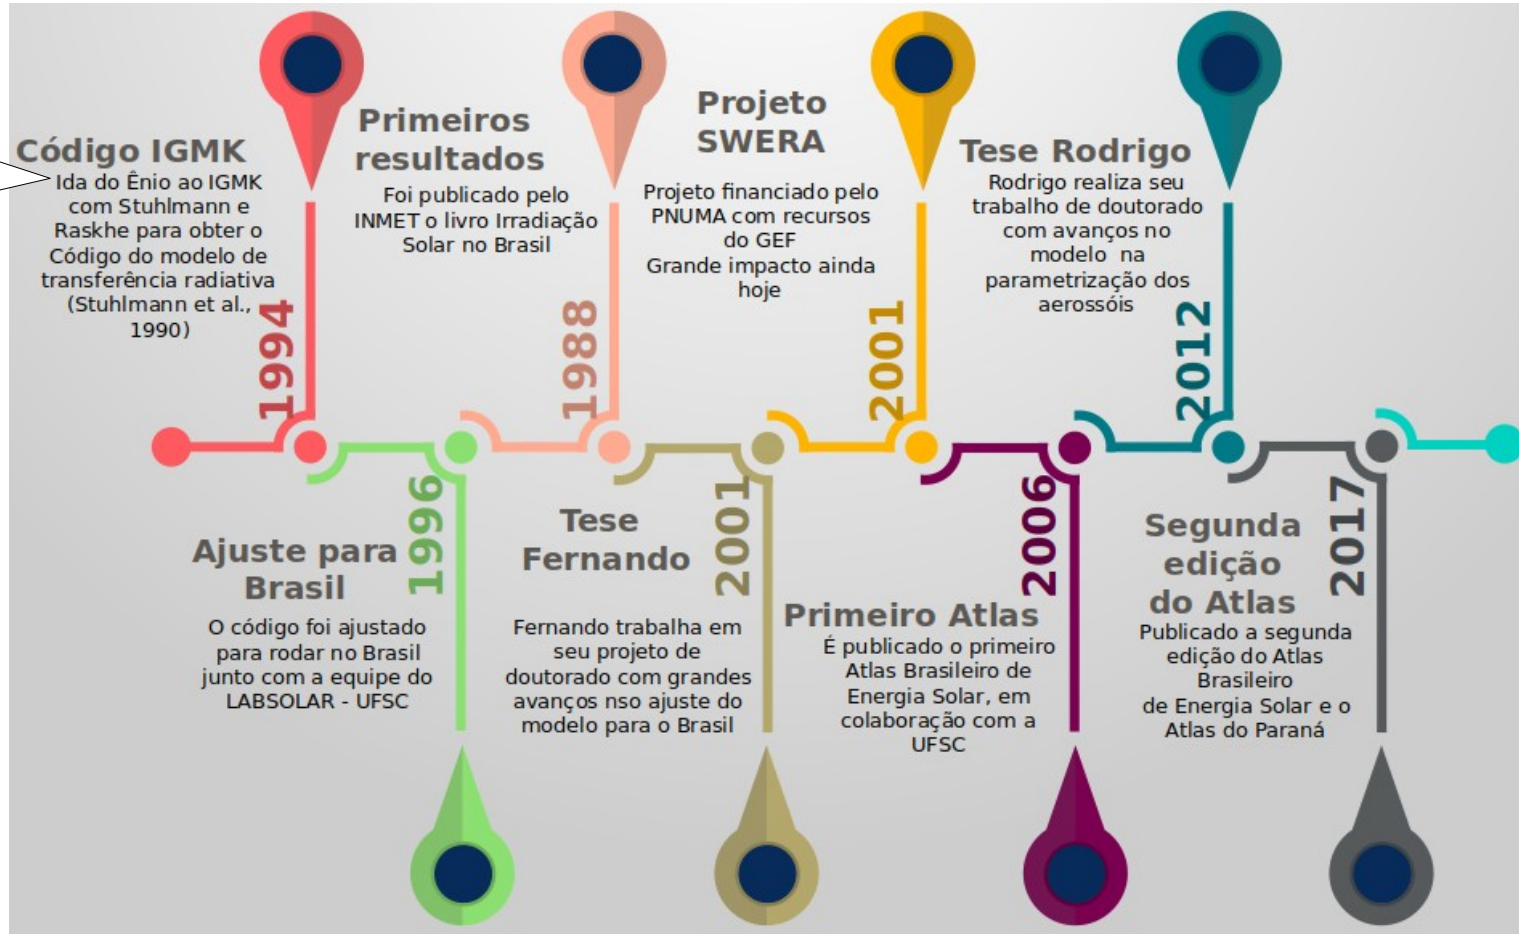 Código IGMK
Ida do Ênio ao IGMK
com Stuhlmann e
Raskhe para obter o
Código do modelo de
transferência radiativa
(Stuhlmann et al.,
1990)
1994
Ajuste para
Brasil
1996
O código foi ajustado
para rodar no Brasil
junto com a equipe do
LABSOLAR - UFSC
Primeiros
resultados
Foi publicado pelo
INMET o livro Irradiação
Solar no Brasil
1988
Tese
Fernando
2001
Fernando trabalha em
seu projeto de
doutorado com grandes
avanços nso ajuste do
modelo para o Brasil
Projeto
SWERA
Projeto financiado pelo
PNUMA com recursos
do GEF
Grande impacto ainda
hoje
2001
2006
Primeiro Atlas
É publicado o primeiro
Atlas Brasileiro de
Energia Solar, em
colaboração com a
UFSC
Tese Rodrigo
Rodrigo realiza seu
trabalho de doutorado
com avanços no
modelo na
parametrização dos
aerossóis
2012
Segunda
edição
do Atlas
2017
Publicado a segunda
edição do Atlas
Brasileiro
de Energia Solar e o
Atlas do Paraná